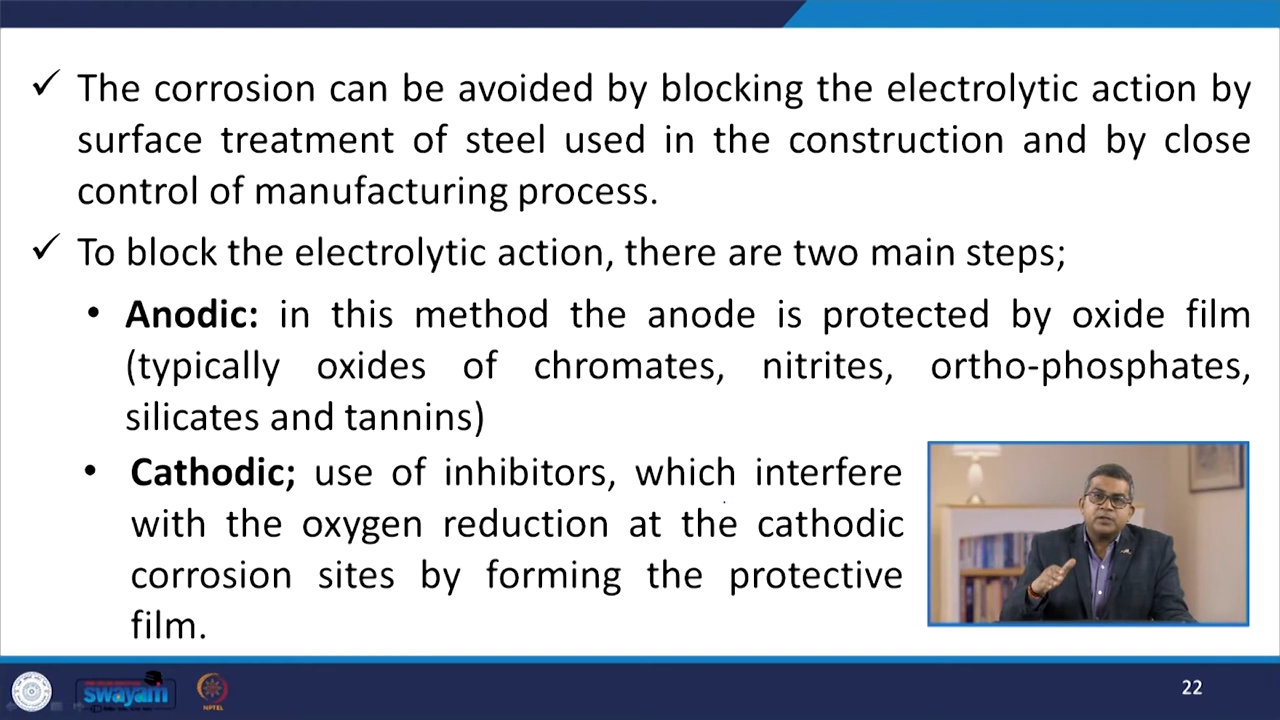 ✓ The corrosion can be avoided by blocking the electrolytic action by
surface treatment of steel used in the construction and by close
control of manufacturing process.
✓ To block the electrolytic action, there are two main steps;
• Anodic: in this method the anode is protected by oxide film
(typically oxides of chromates, nitrites, ortho-phosphates,
silicates and tannins)
• Cathodic; use of inhibitors, which interfere
with the oxygen reduction at the cathodic
corrosion sites by forming the protective
film.
swayam
NPTEL
22